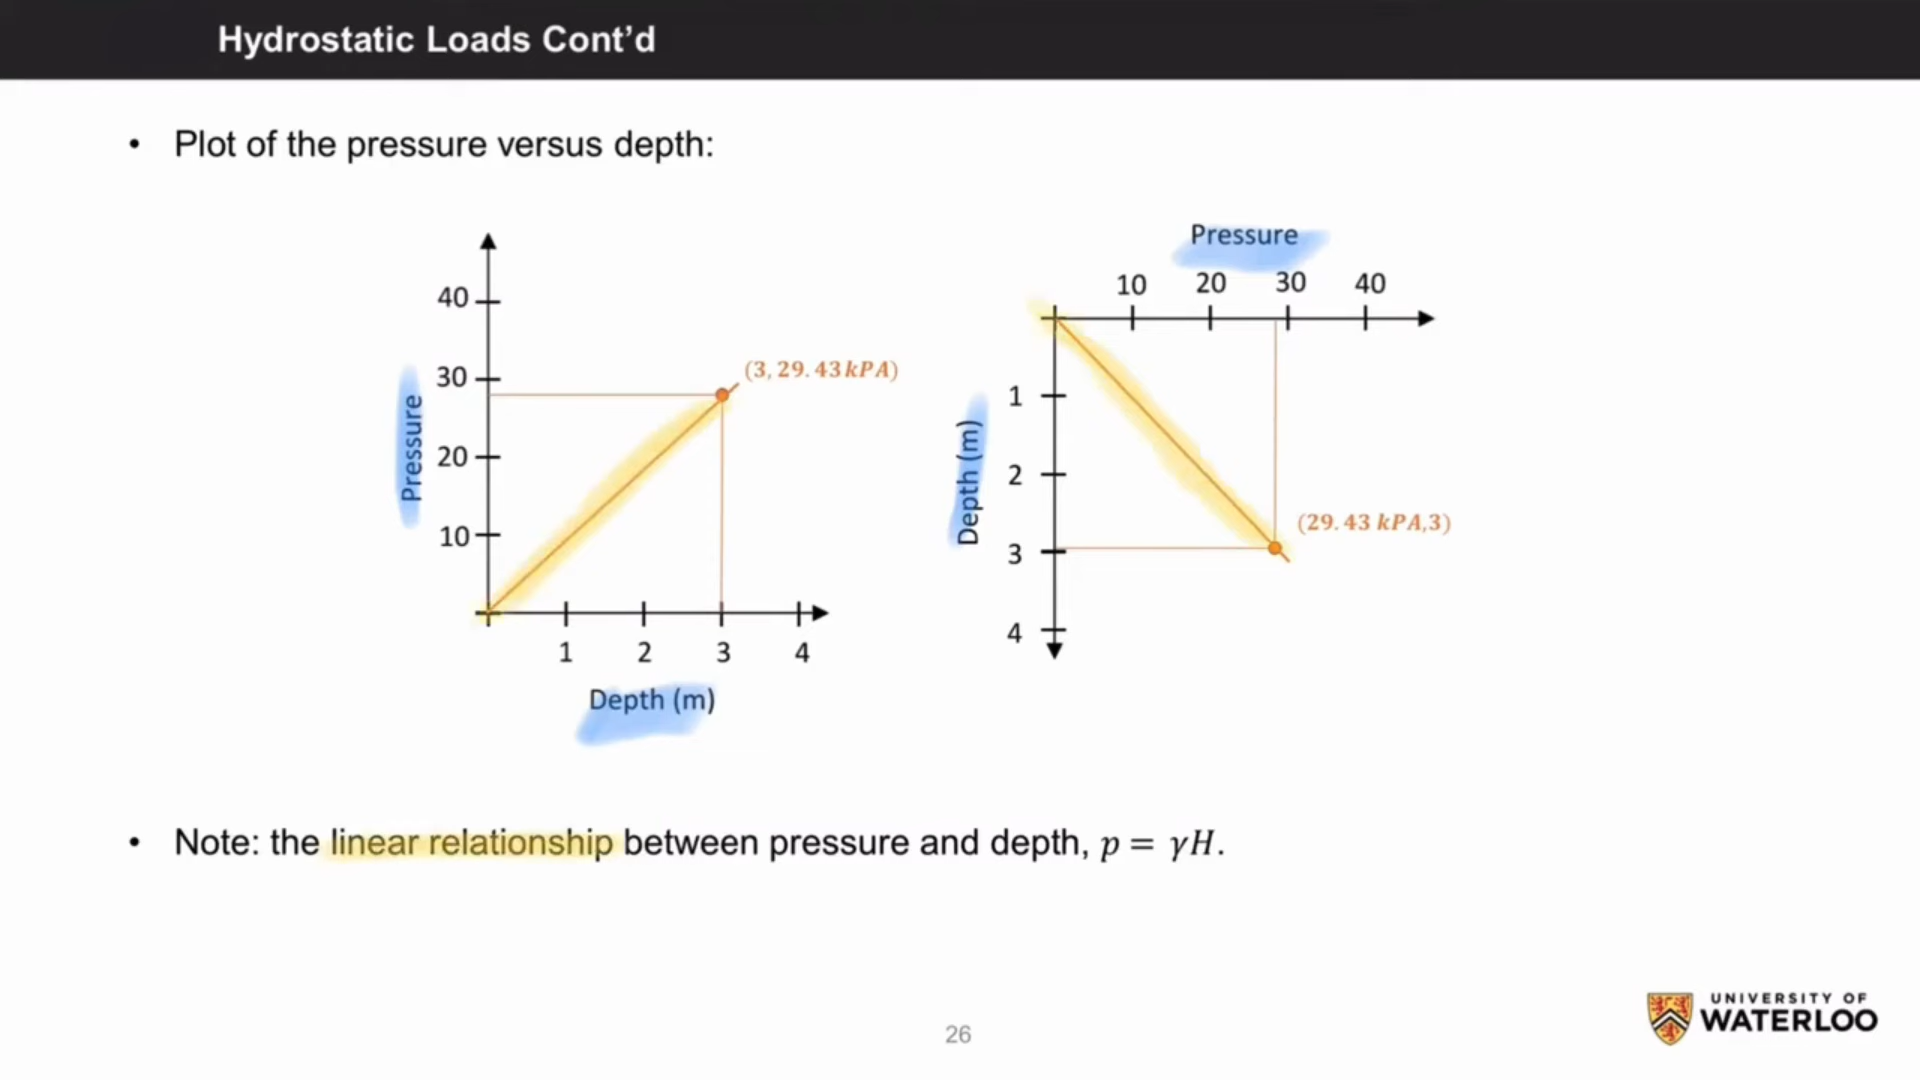 Hydrostatic Loads Cont’d
• Plot of the pressure versus depth:
Pressure
40
30
20
10
(3, 29.43 kPA)
1 2 3 4
Depth (m)
Pressure
10 20 30 40
Depth (m)
1
2
3
4
(29.43 kPA,3)
• Note: the linear relationship between pressure and depth, p = γH.
26
UNIVERSITY OF
WATERLOO